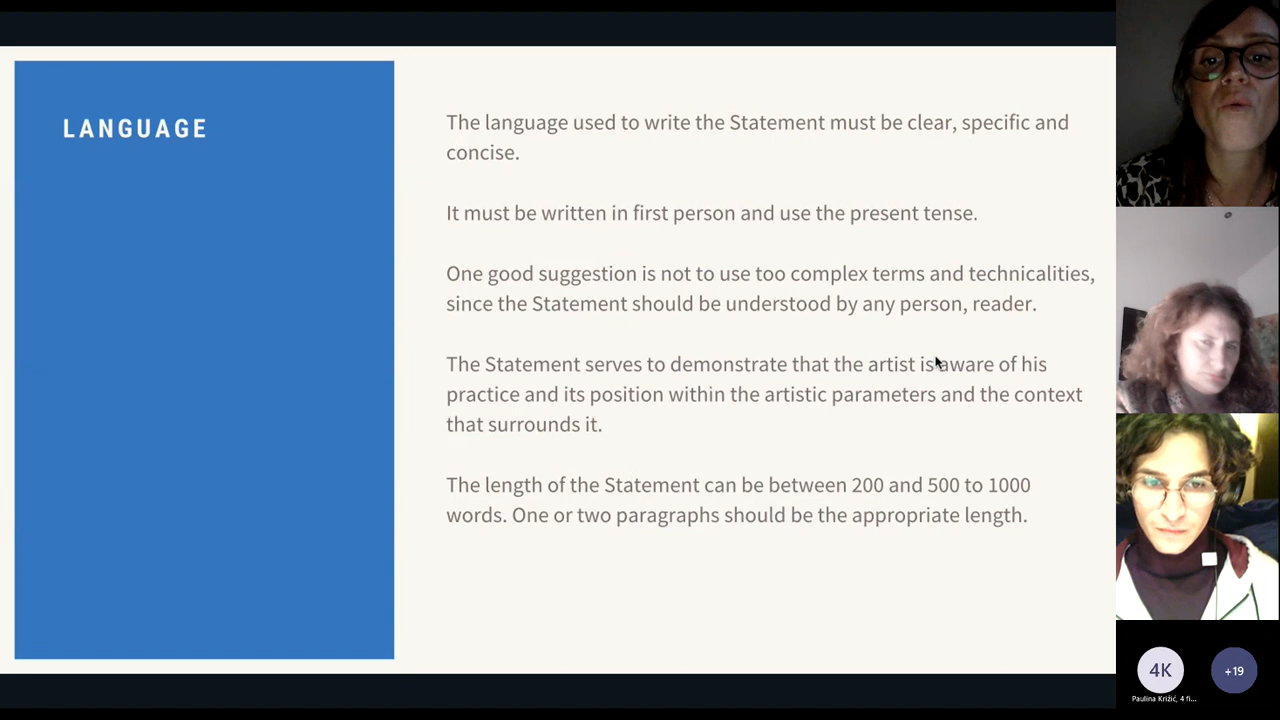 LANGUAGE
The language used to write the Statement must be clear, specific and
concise.
It must be written in first person and use the present tense.
One good suggestion is not to use too complex terms and technicalities,
since the Statement should be understood by any person, reader.
The Statement serves to demonstrate that the artist is aware of his
practice and its position within the artistic parameters and the context
that surrounds it.
The length of the Statement can be between 200 and 500 to 1000
words. One or two paragraphs should be the appropriate length.
4K
+19
Paulina Križić, 4 fi...